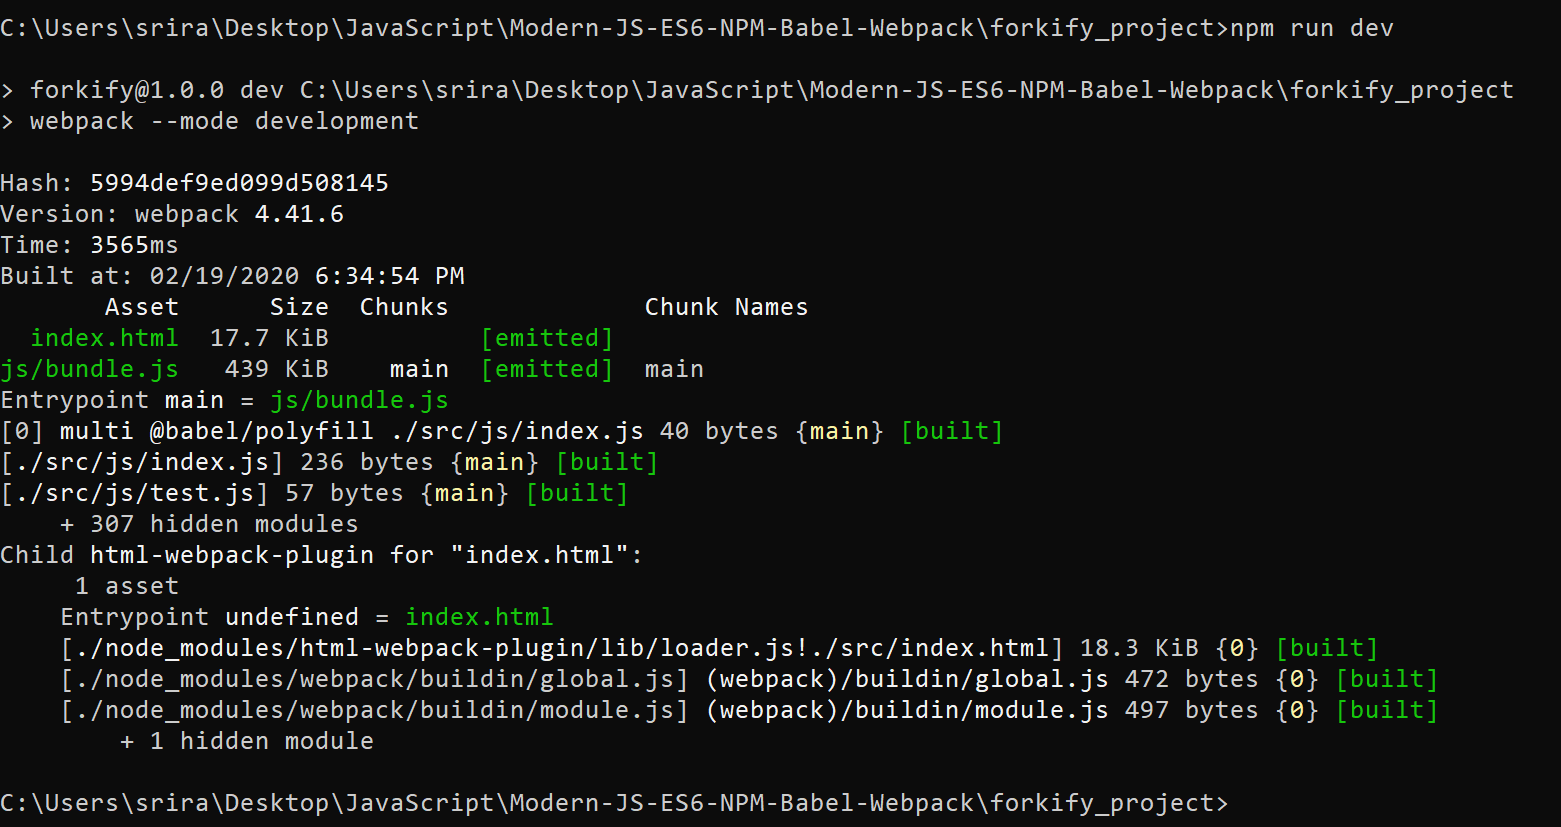 C:\Users\srira\Desktop\JavaScript\Modern-JS-ES6-NPM-Babel-Webpack\forkify_project>npm run dev
> forkify@1.0.0 dev C:\Users\srira\Desktop\JavaScript\Modern-JS-ES6-NPM-Babel-Webpack\forkify_project
> webpack --mode development
Hash: 5994def9ed099d508145
Version: webpack 4.41.6
Time: 3565ms
Built at: 02/19/2020 6:34:54 PM
       Asset      Size  Chunks             Chunk Names
  index.html  17.7 KiB          [emitted]
js/bundle.js   439 KiB    main  [emitted]  main
Entrypoint main = js/bundle.js
[0] multi @babel/polyfill ./src/js/index.js 40 bytes {main} [built]
[./src/js/index.js] 236 bytes {main} [built]
[./src/js/test.js] 57 bytes {main} [built]
    + 307 hidden modules
Child html-webpack-plugin for "index.html":
     1 asset
    Entrypoint undefined = index.html
    [./node_modules/html-webpack-plugin/lib/loader.js!./src/index.html] 18.3 KiB {0} [built]
    [./node_modules/webpack/buildin/global.js] (webpack)/buildin/global.js 472 bytes {0} [built]
    [./node_modules/webpack/buildin/module.js] (webpack)/buildin/module.js 497 bytes {0} [built]
        + 1 hidden module
C:\Users\srira\Desktop\JavaScript\Modern-JS-ES6-NPM-Babel-Webpack\forkify_project>